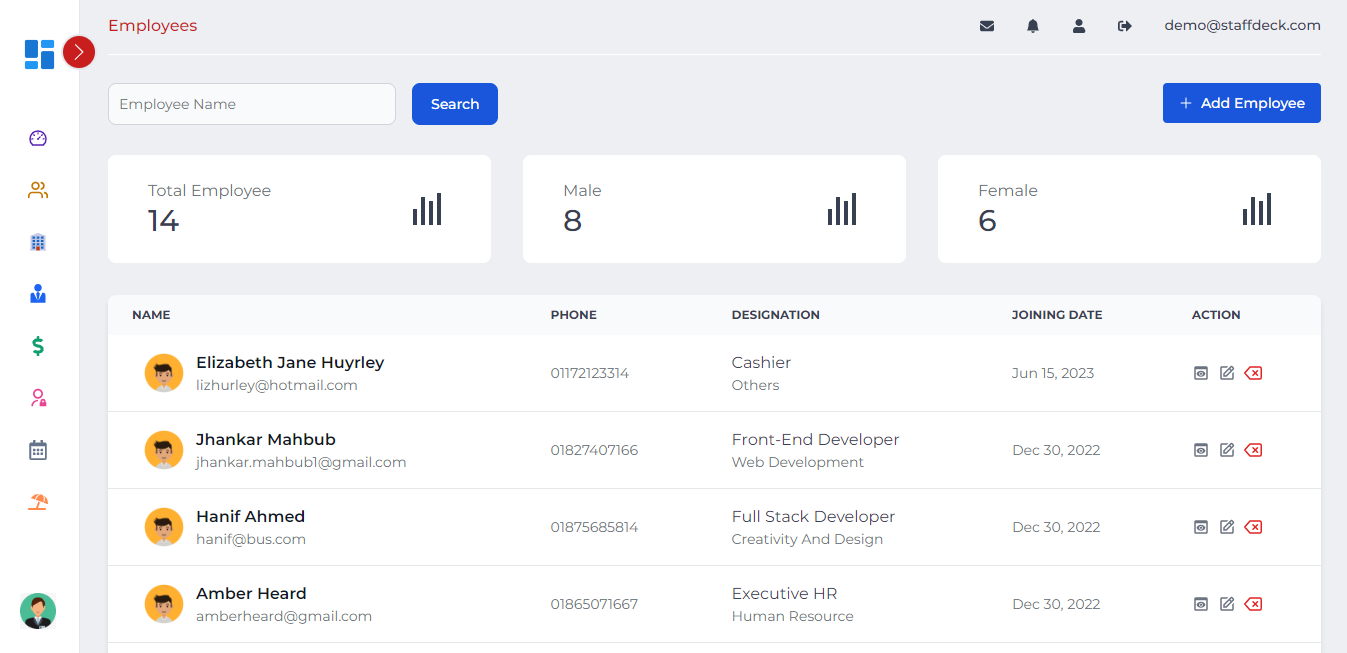 Employees
demo@staffdeck.com
Employee Name
Search
+ Add Employee
Total Employee
14
Male
8
Female
6
NAME PHONE DESIGNATION JOINING DATE ACTION
Elizabeth Jane Huyrley
lizhurley@hotmail.com
01172123314
Cashier
Others
Jun 15, 2023
Jhankar Mahbub
jhankar.mahbub1@gmail.com
01827407166
Front-End Developer
Web Development
Dec 30, 2022
Hanif Ahmed
hanif@bus.com
01875685814
Full Stack Developer
Creativity And Design
Dec 30, 2022
Amber Heard
amberheard@gmail.com
01865071667
Executive HR
Human Resource
Dec 30, 2022